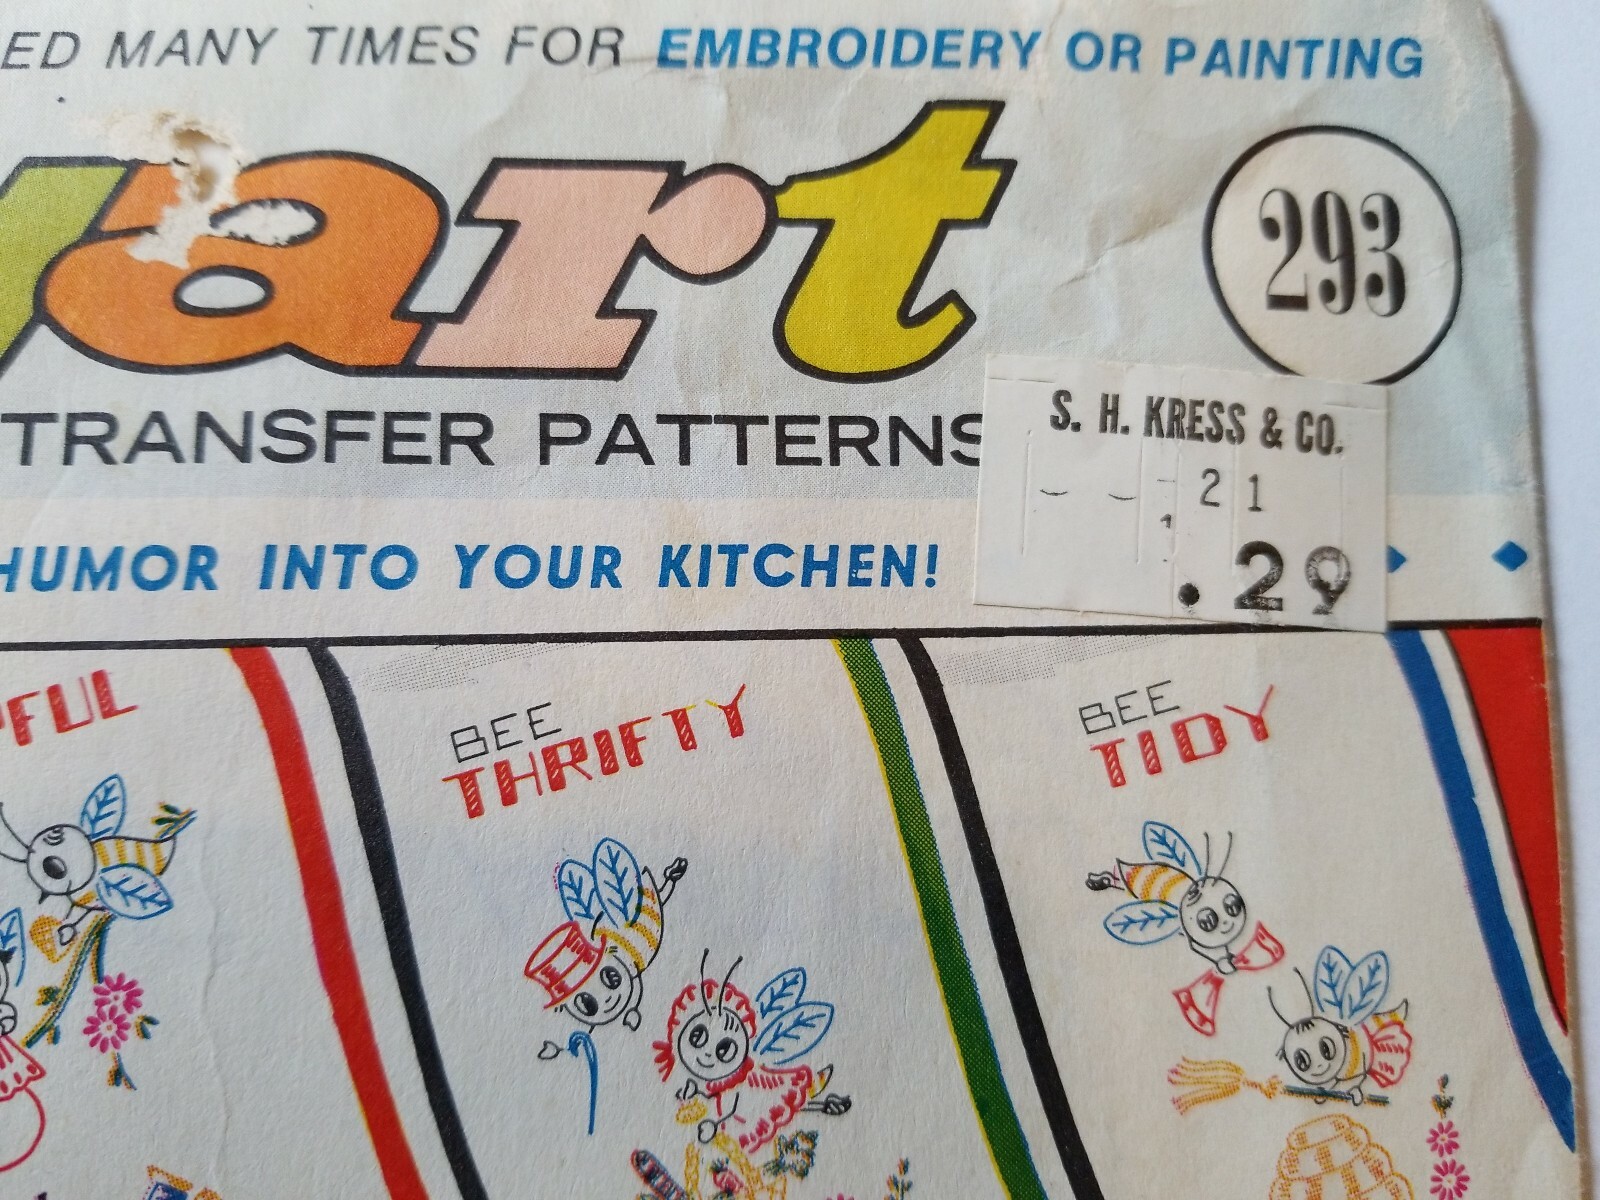 ED MANY TIMES FOR EMBROIDERY OR PAINTING
art
293
TRANSFER PATTERNS
S. H. KRESS & CO.
21
.29
HUMOR INTO YOUR KITCHEN!
FUL
BEE
THRIFTY
BEE
TIDY